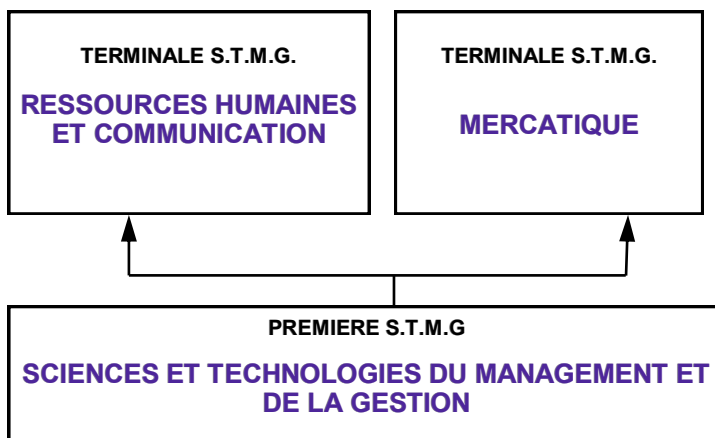 TERMINALE S.T.M.G.
RESSOURCES HUMAINES
ET COMMUNICATION
TERMINALE S.T.M.G.
MERCATIQUE
PREMIERE S.T.M.G
SCIENCES ET TECHNOLOGIES DU MANAGEMENT ET
DE LA GESTION